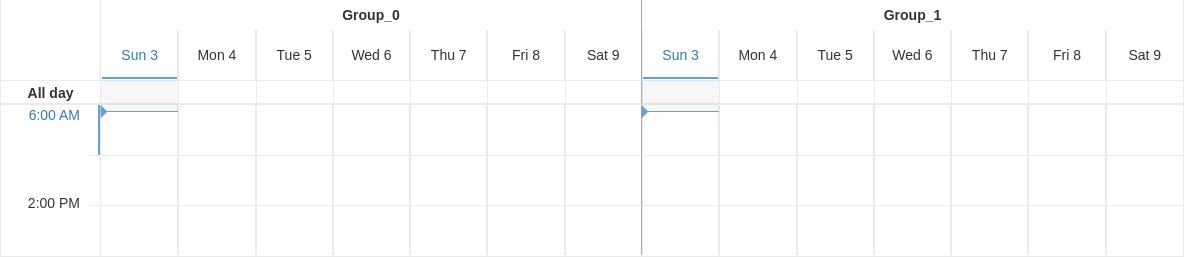 Group_0 Group_1
Sun 3 Mon 4 Tue 5 Wed 6 Thu 7 Fri 8 Sat 9 Sun 3 Mon 4 Tue 5 Wed 6 Thu 7 Fri 8 Sat 9
All day
6:00 AM
2:00 PM